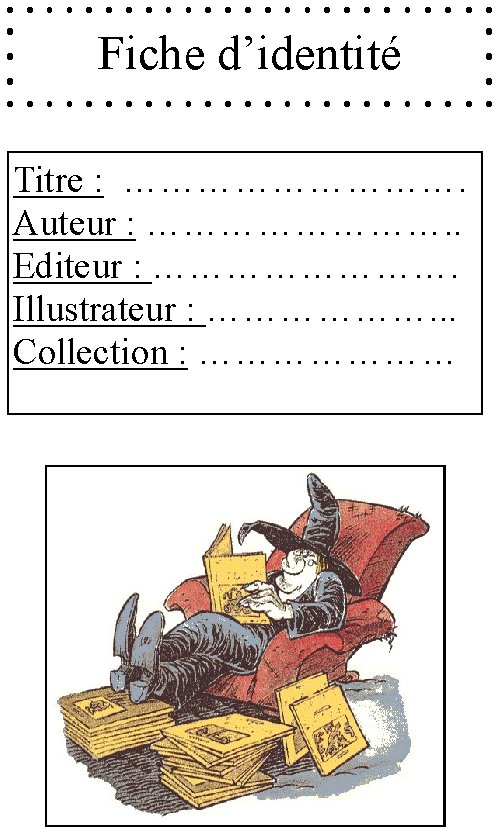 Fiche d’identité
Titre : ……………………….
Auteur : ……………………..
Editeur : …………………….
Illustrateur : ………………...
Collection : …………………